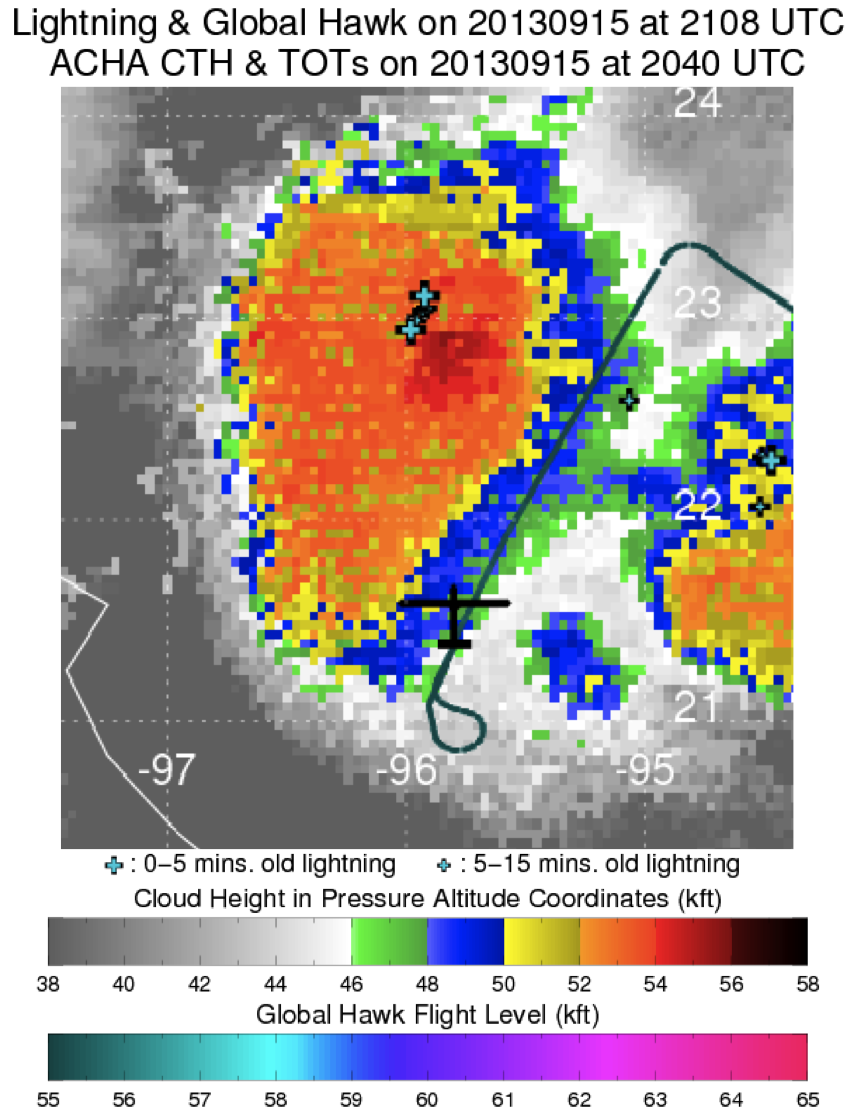 Lightning & Global Hawk on 20130915 at 2108 UTC
ACHA CTH & TOTs on 20130915 at 2040 UTC
24
23
22
21
-97 -96 -95
: 0–5 mins. old lightning : 5–15 mins. old lightning
Cloud Height in Pressure Altitude Coordinates (kft)
38 40 42 44 46 48 50 52 54 56 58
Global Hawk Flight Level (kft)
55 56 57 58 59 60 61 62 63 64 65